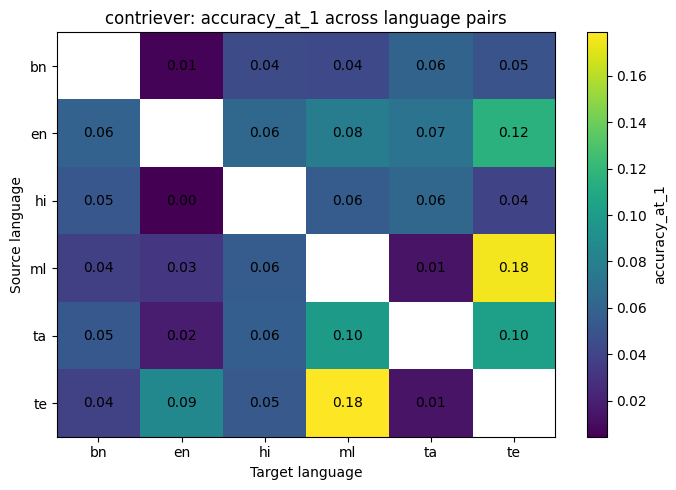 contriever: accuracy_at_1 across language pairs
Source language
bn 0.01 0.04 0.04 0.06 0.05
en 0.06 0.06 0.08 0.07 0.12
hi 0.05 0.00 0.06 0.06 0.04
ml 0.04 0.03 0.06 0.01 0.18
ta 0.05 0.02 0.06 0.10 0.10
te 0.04 0.09 0.05 0.18 0.01
bn en hi ml ta te
Target language
0.16
0.14
0.12
0.10
0.08
0.06
0.04
0.02
accuracy_at_1